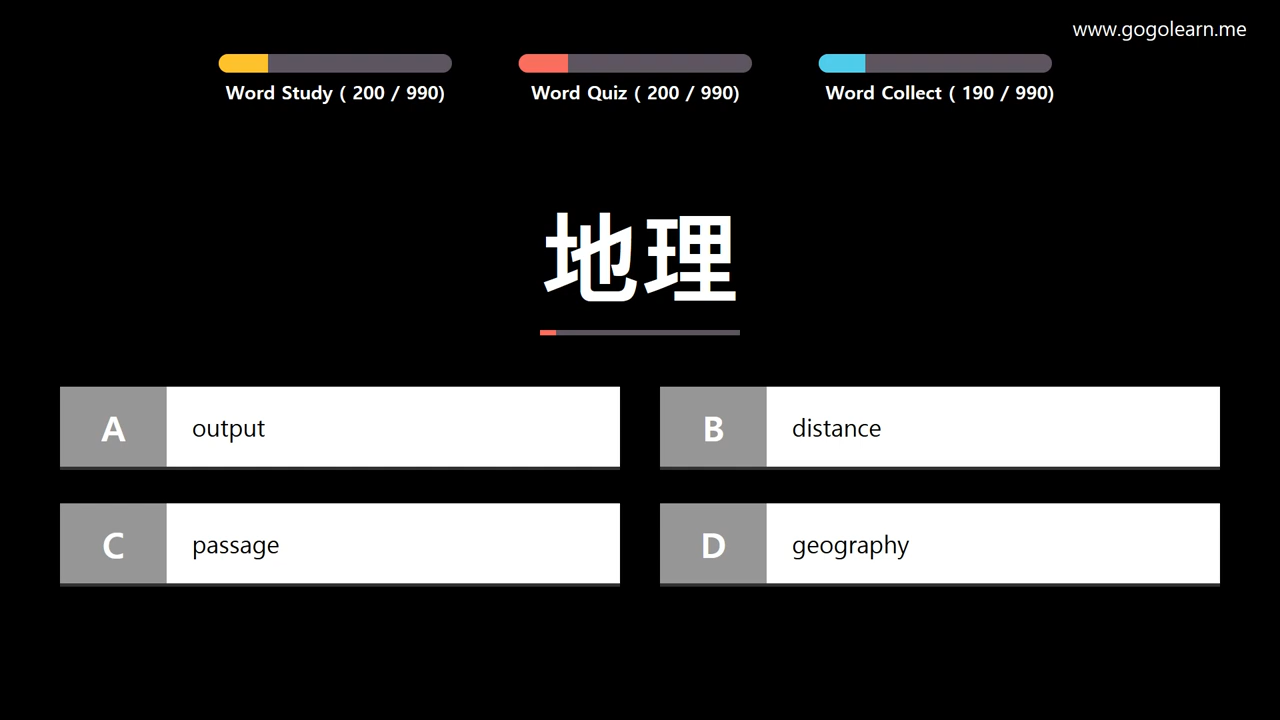 www.gogolearn.me
Word Study ( 200 / 990)
Word Quiz ( 200 / 990)
Word Collect ( 190 / 990)
地理
A output
B distance
C passage
D geography